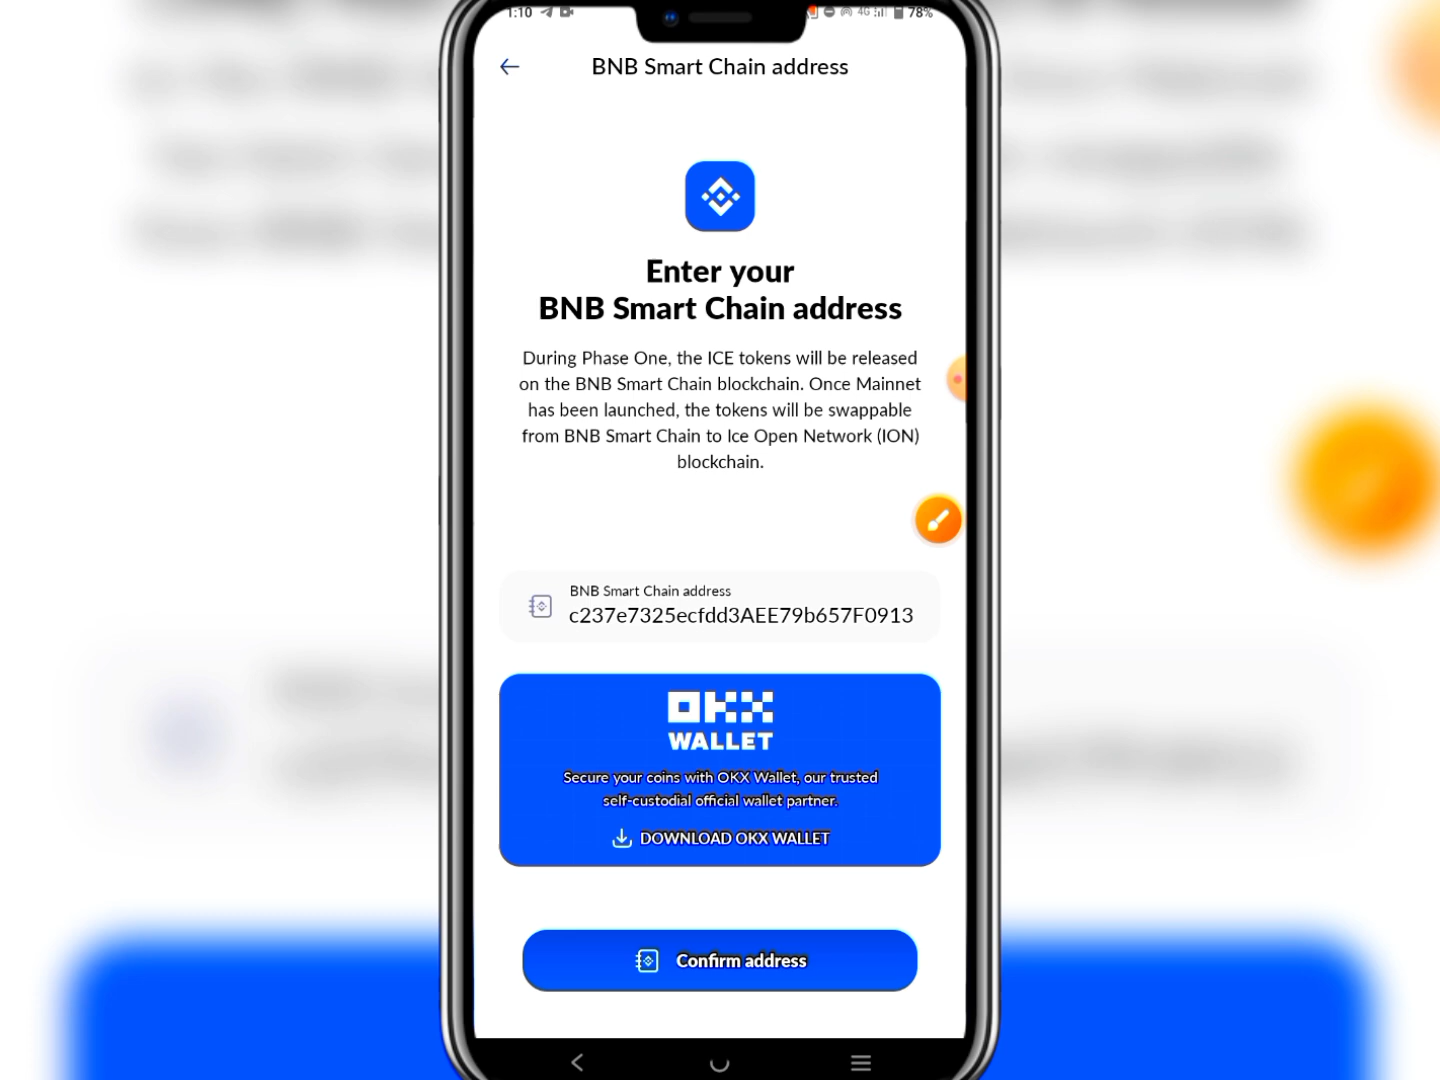 1:10 4G 78%
BNB Smart Chain address
Enter your
BNB Smart Chain address
During Phase One, the ICE tokens will be released
on the BNB Smart Chain blockchain. Once Mainnet
has been launched, the tokens will be swappable
from BNB Smart Chain to Ice Open Network (ION)
blockchain.
BNB Smart Chain address
c237e7325ecfdd3AEE79b657F0913
OKX
WALLET
Secure your coins with OKX Wallet, our trusted
self-custodial official wallet partner.
DOWNLOAD OKX WALLET
Confirm address